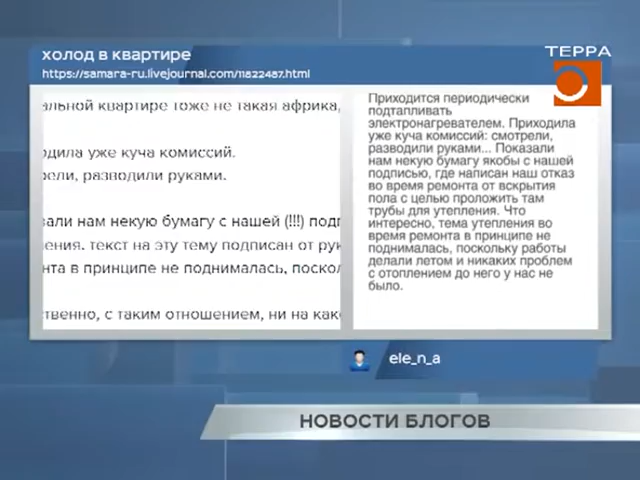 холод в квартире
https://samara-ru.livejournal.com/11822487.html
ТЕРРА
альной квартире тоже не такая африка,
одила уже куча комиссий.
рели, разводили руками.
зали нам некую бумагу с нашей (!!!) подп
ения. текст на эту тему подписан от рук
нта в принципе не поднималась, поскол
ственно, с таким отношением, ни на как
Приходится периодически
подтапливать
электронагревателем. Приходила
уже куча комиссий: смотрели,
разводили руками... Показали
нам некую бумагу якобы с нашей
подписью, где написан наш отказ
во время ремонта от вскрытия
пола с целью проложить там
трубы для утепления. Что
интересно, тема утепления во
время ремонта в принципе не
поднималась, поскольку работы
делали летом и никаких проблем
с отоплением до него у нас не
было.
ele_n_a
НОВОСТИ БЛОГОВ